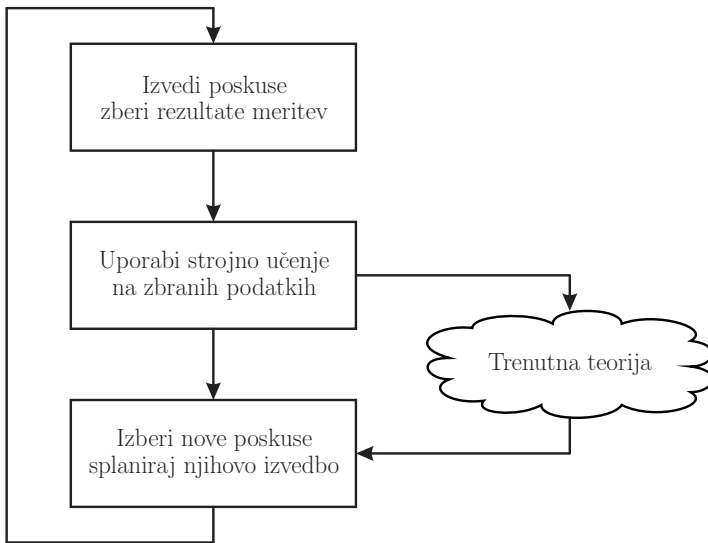 Izvedi poskuse
zberi rezultate meritev
Uporabi strojno učenje
na zbranih podatkih
Trenutna teorija
Izberi nove poskuse
splaniraj njihovo izvedbo